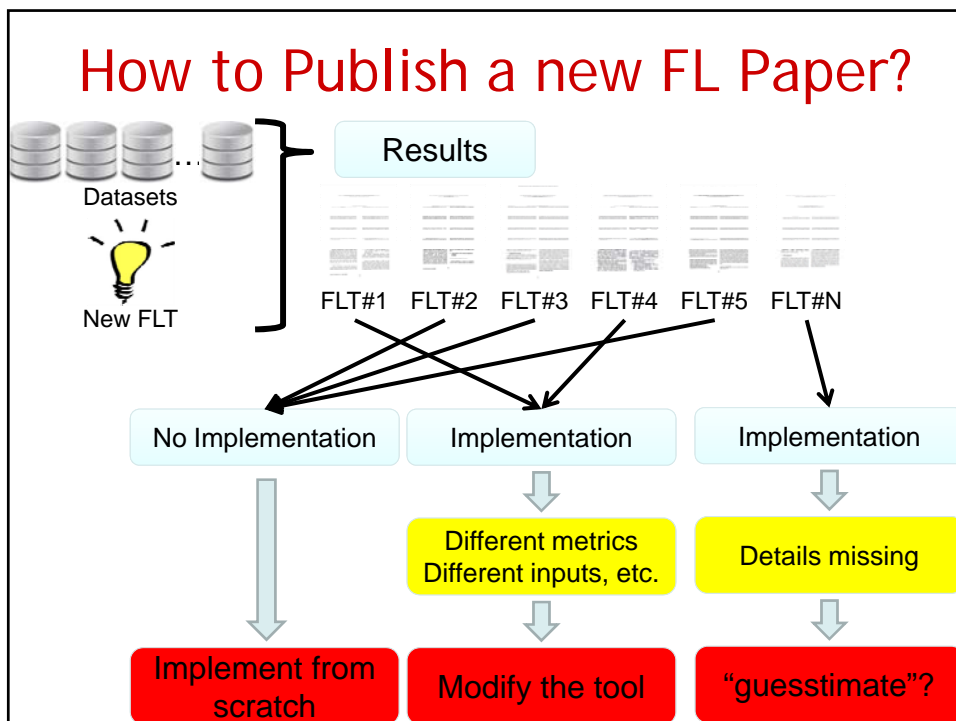 How to Publish a new FL Paper?
...
Datasets
New FLT
Results
FLT#1 FLT#2 FLT#3 FLT#4 FLT#5 FLT#N
No Implementation
Implementation
Implementation
Different metrics
Different inputs, etc.
Details missing
Implement from
scratch
Modify the tool
“guesstimate”?